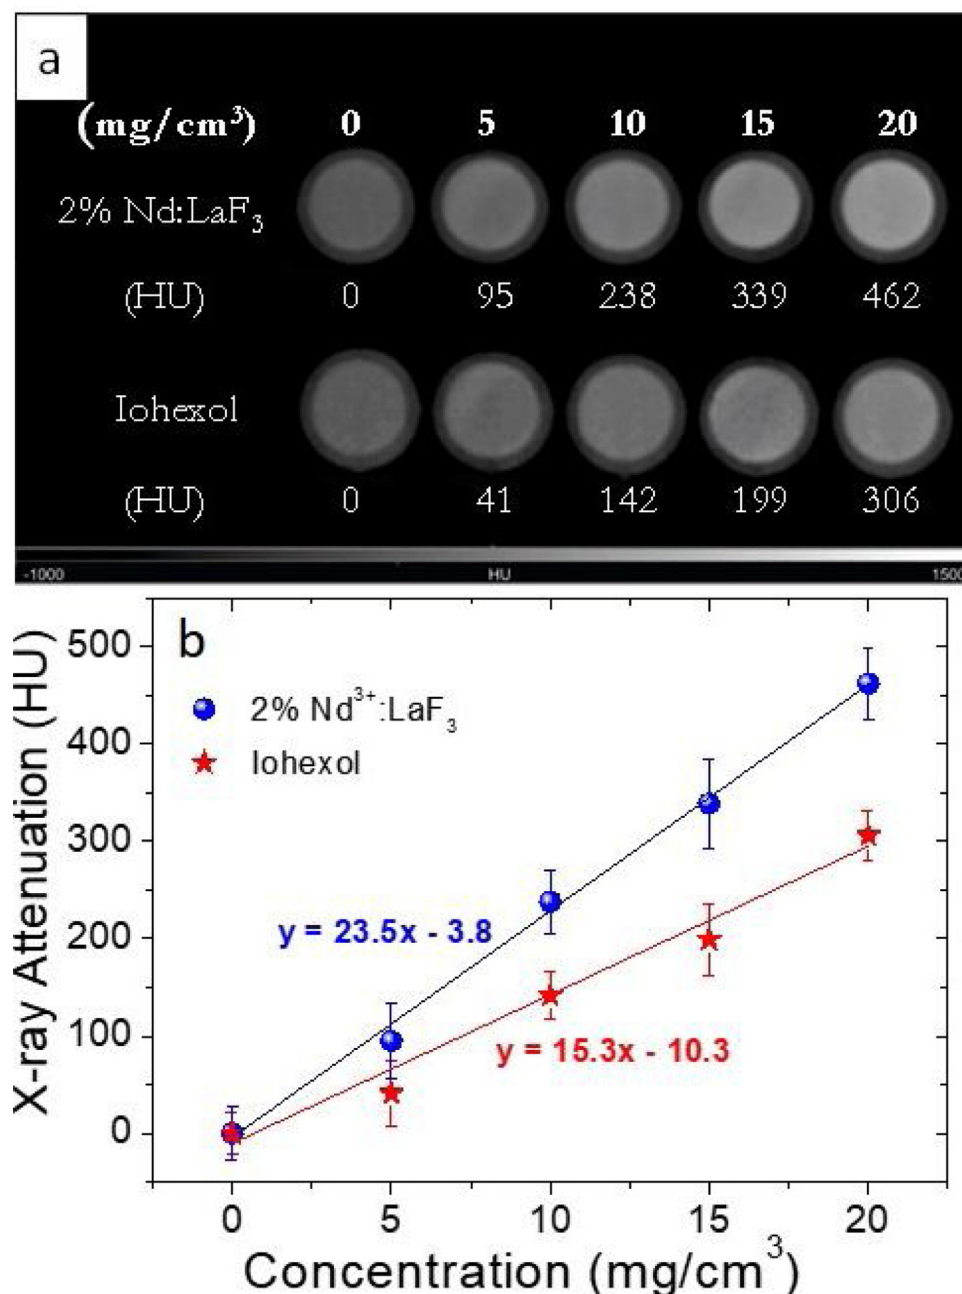 a
(mg/cm³) 0 5 10 15 20
2% Nd:LaF₃
(HU) 0 95 238 339 462
Iohexol
(HU) 0 41 142 199 306
-1000 HU 1500
b
2% Nd³⁺:LaF₃
Iohexol
y = 23.5x - 3.8
y = 15.3x - 10.3
X-ray Attenuation (HU)
500
400
300
200
100
0
0 5 10 15 20
Concentration (mg/cm³)